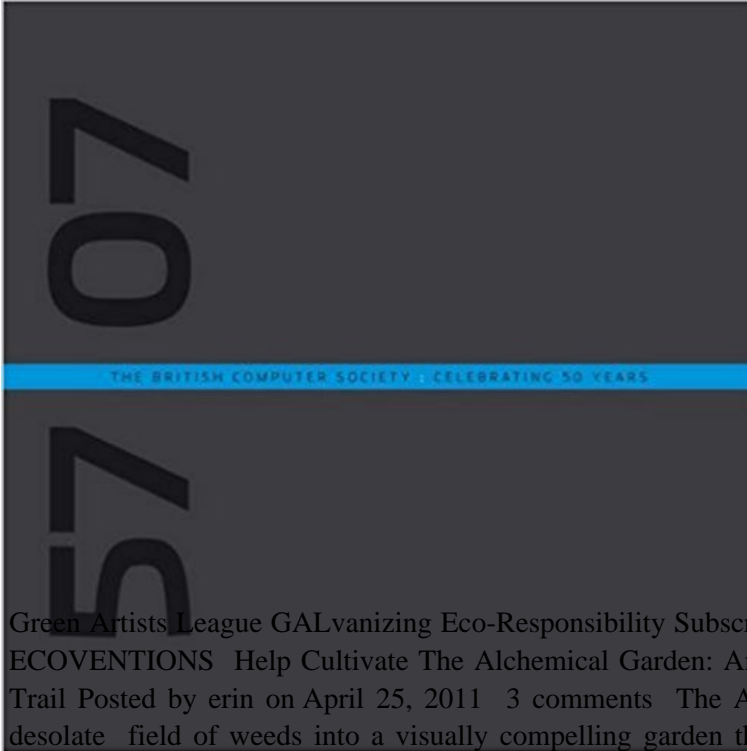 57 07
THE BRITISH COMPUTER SOCIETY : CELEBRATING 50 YEARS
Green Artists League GALvanizing Eco-Responsibility Subscr
ECOVENTIONS Help Cultivate The Alchemical Garden:
Trail Posted by erin on April 25, 2011 3 comments The A
desolate field of weeds into a visually compelling garden th